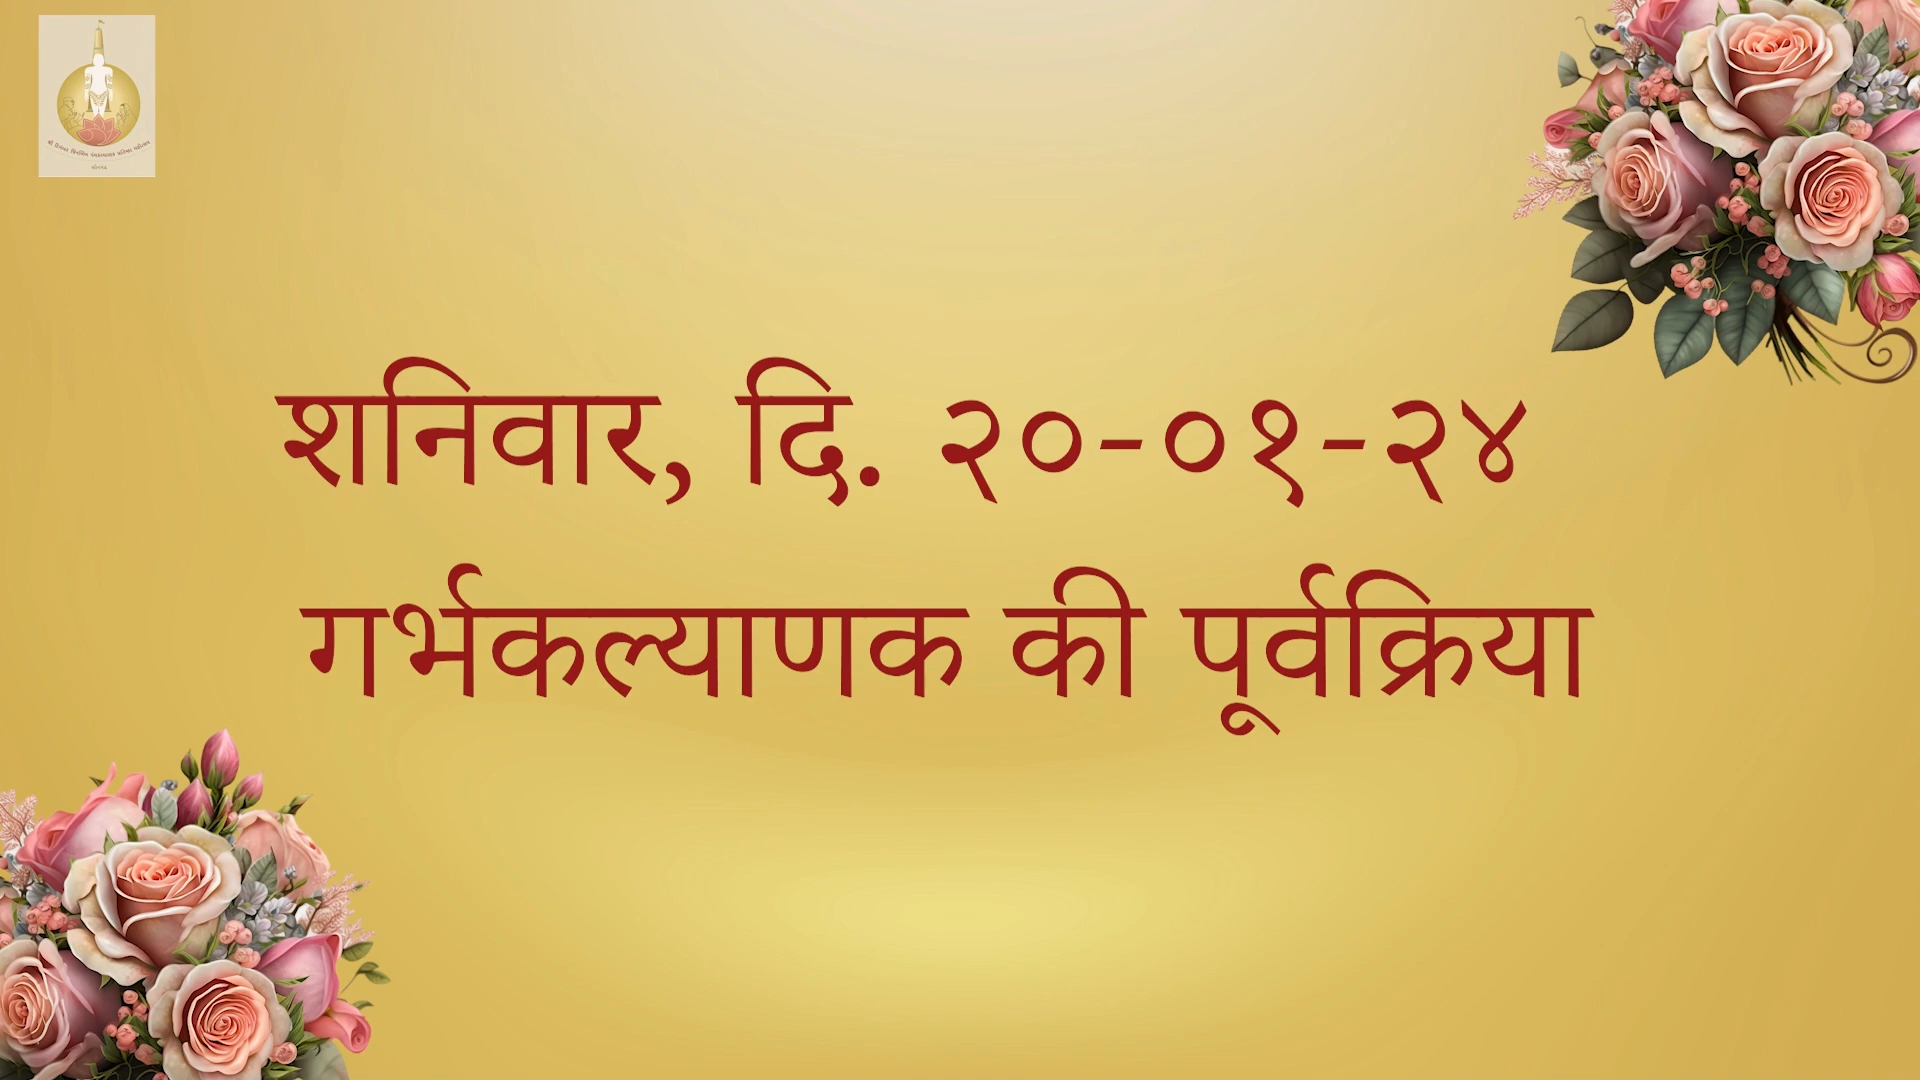 शनिवार, दि. २०-०१-२४
गर्भकल्याणक की पूर्वक्रिया